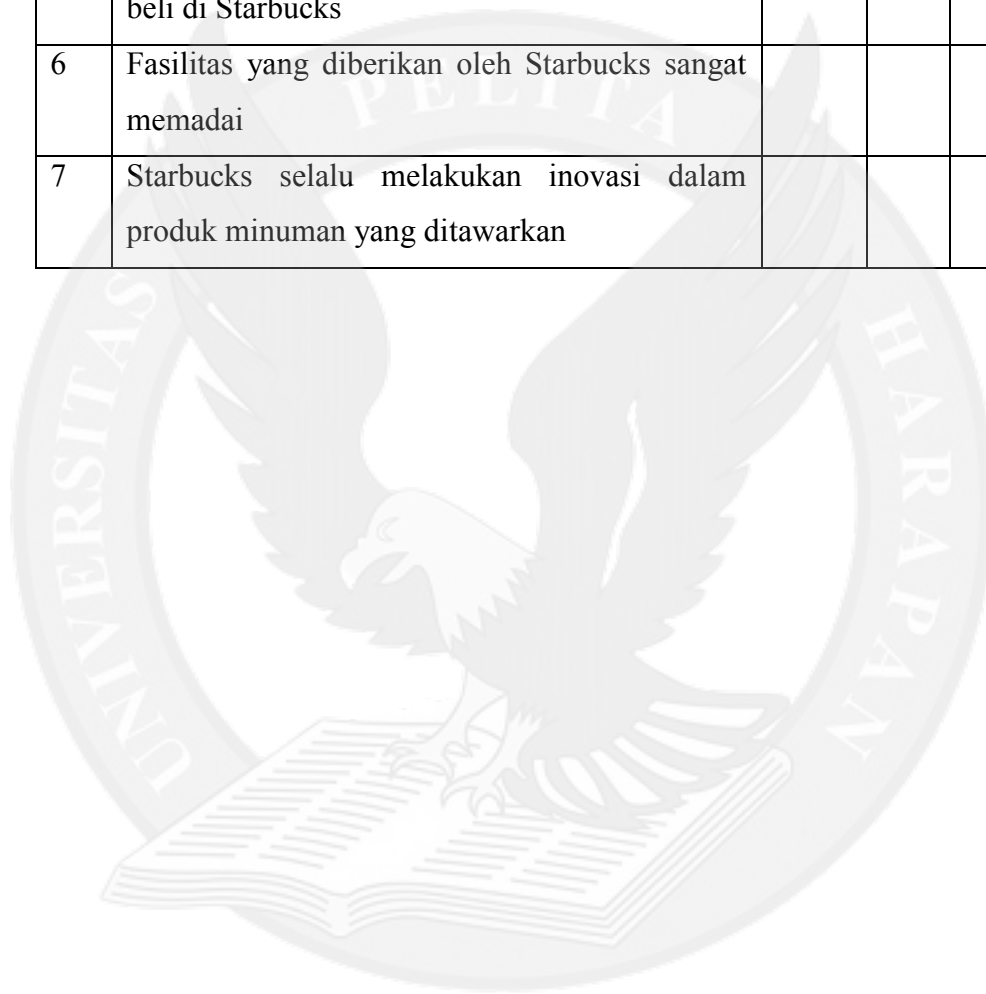 beli di Starbucks
6 Fasilitas yang diberikan oleh Starbucks sangat
memadai
7 Starbucks selalu melakukan inovasi dalam
produk minuman yang ditawarkan
UNIVERSITAS PELITA HARAPAN